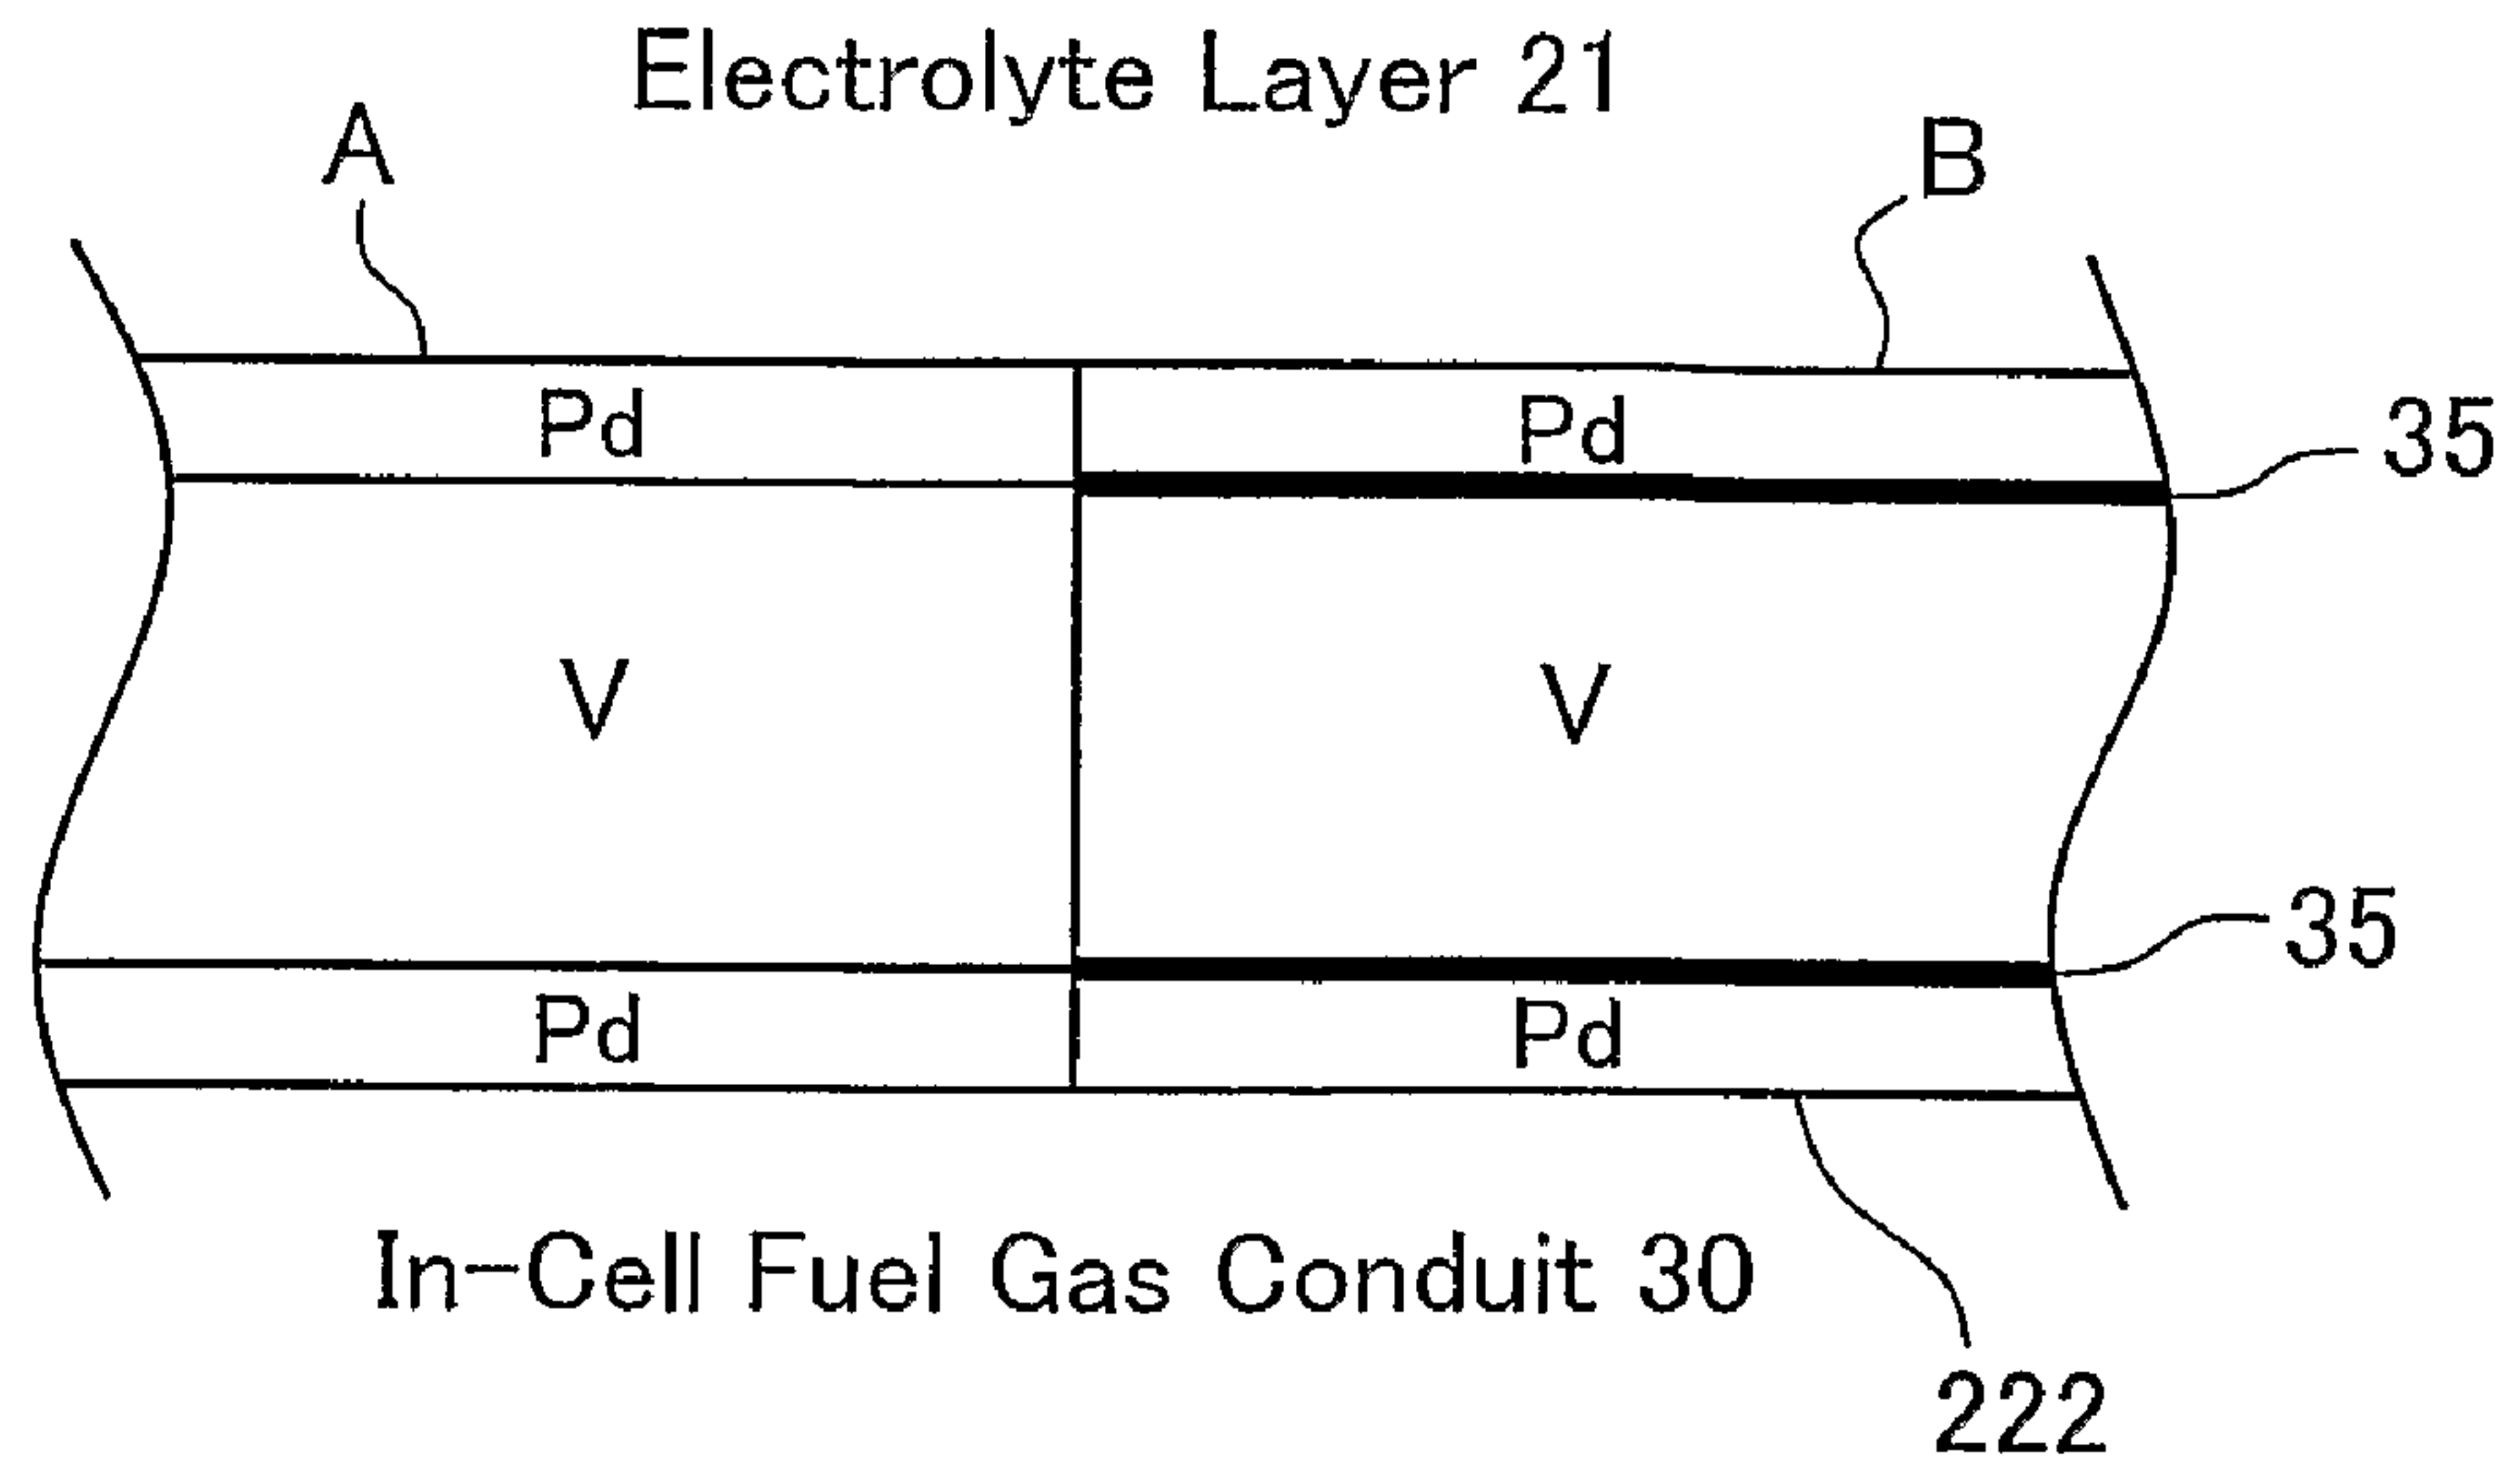 Electrolyte Layer 21
A
B
Pd
Pd
35
V
V
35
Pd
Pd
In-Cell Fuel Gas Conduit 30
222